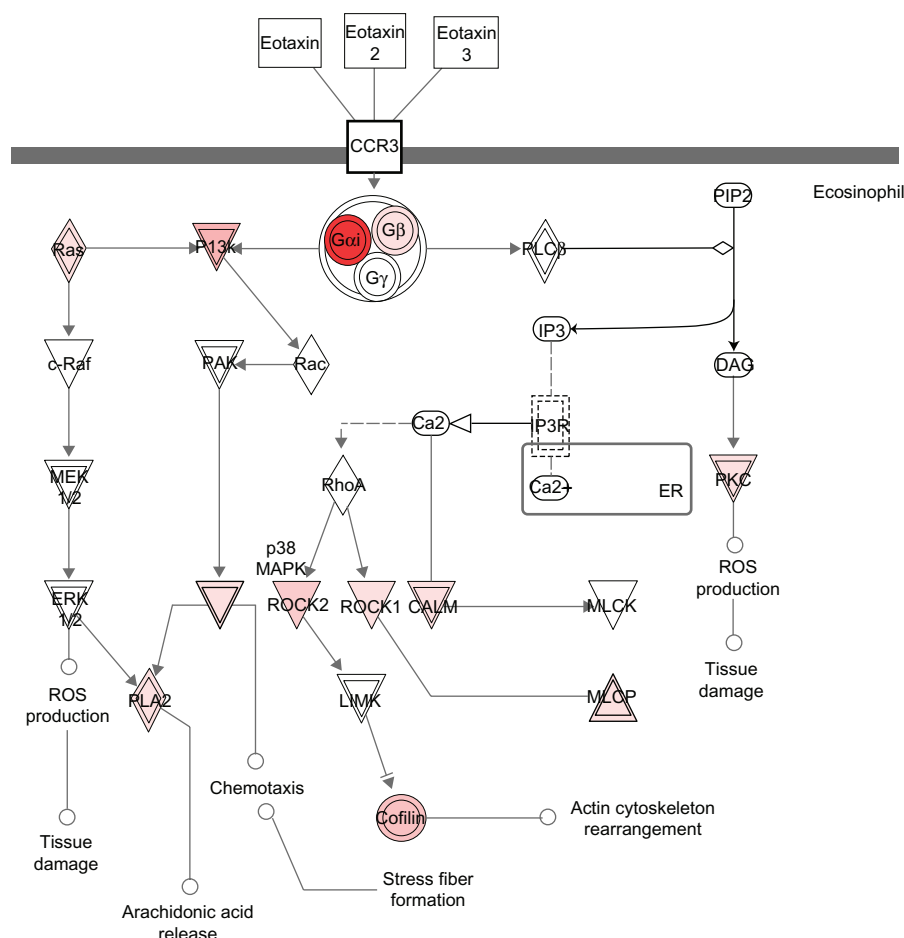 Eotaxin
Eotaxin
2
Eotaxin
3
CCR3
Ecosinophil
PIP2
Ras
P13k
Gαi
Gβ
Gγ
PLCβ
IP3
c-Raf
PAK
Rac
DAG
Ca2
IP3R
MEK
1/2
RhoA
Ca2+
ER
PKC
p38
MAPK
ROS
production
ERK
1/2
ROCK2
ROCK1
CALM
MLCK
Tissue
damage
ROS
production
PLA2
LIMK
MLCP
Chemotaxis
Cofilin
Actin cytoskeleton
rearrangement
Tissue
damage
Stress fiber
formation
Arachidonic acid
release